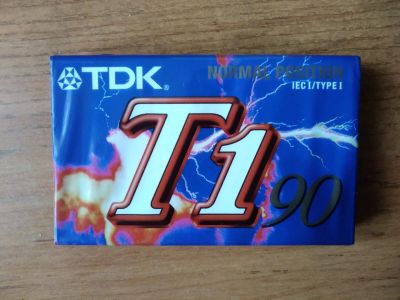 TDK®
NORMAL POSITION
IEC I/TYPE I
T1 90